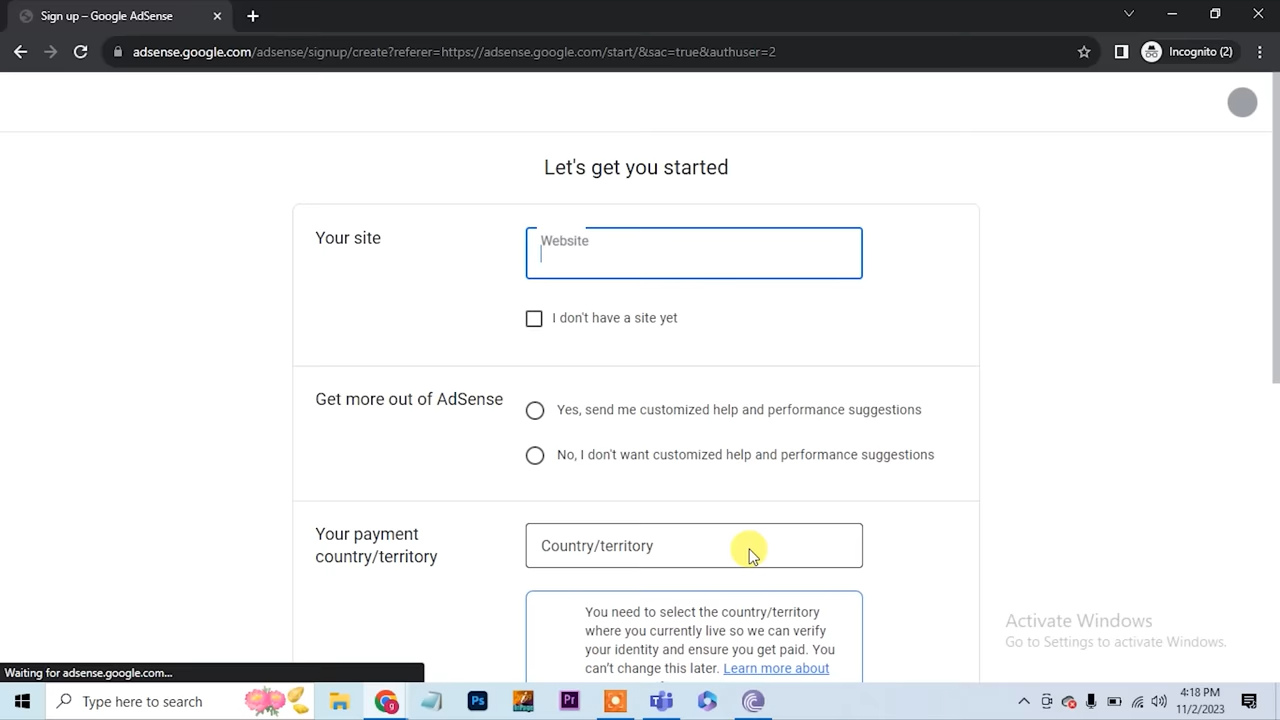 Sign up – Google AdSense
adsense.google.com/adsense/signup/create?referer=https://adsense.google.com/start/&sac=true&authuser=2
Incognito (2)
Let's get you started
Your site
Website
I don't have a site yet
Get more out of AdSense
Yes, send me customized help and performance suggestions
No, I don't want customized help and performance suggestions
Your payment
country/territory
Country/territory
You need to select the country/territory
where you currently live so we can verify
your identity and ensure you get paid. You
can't change this later. Learn more about
Activate Windows
Go to Settings to activate Windows.
Waiting for adsense.google.com...
Type here to search
Ps
Pr
4:18 PM
11/2/2023